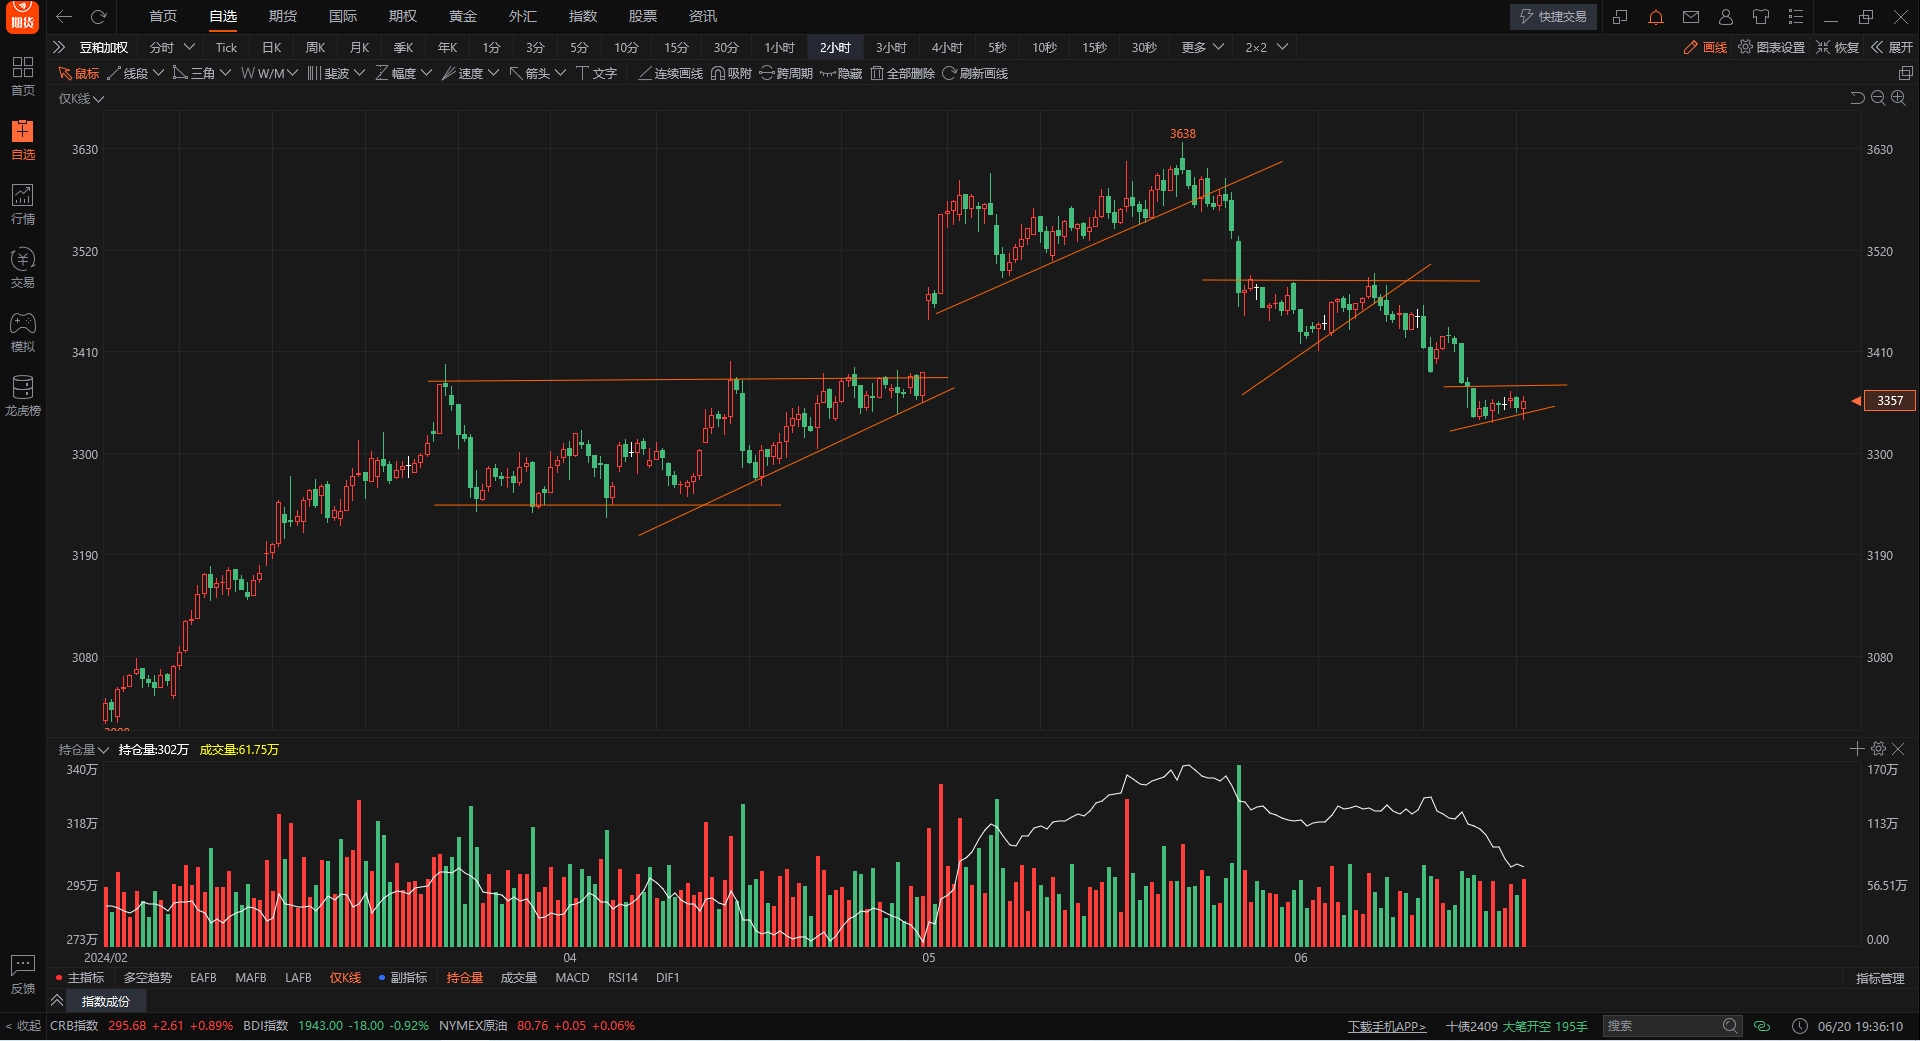 期货 首页 自选 期货 国际 期权 黄金 外汇 指数 股票 资讯 快捷交易
豆粕加权 分时 Tick 日K 周K 月K 季K 年K 1分 3分 5分 10分 15分 30分 1小时 2小时 3小时 4小时 5秒 10秒 15秒 30秒 更多 2×2 画线 图表设置 恢复 展开
鼠标 线段 三角 W/M 斐波 幅度 速度 箭头 文字 连续画线 吸附 跨周期 隐藏 全部删除 刷新画线
首页
自选
行情
交易
模拟
龙虎榜
反馈
仅K线
3638
3630 3630
3520 3520
3410 3410
3357
3300 3300
3190 3190
3080 3080
持仓量 持仓量:302万 成交量:61.75万
340万 170万
318万 113万
295万 56.51万
273万 0.00
2024/02 04 05 06
主指标 多空趋势 EAFB MAFB LAFB 仅K线 副指标 持仓量 成交量 MACD RSI14 DIF1 指标管理
指数成份
< 收起 CRB指数 295.68 +2.61 +0.89% BDI指数 1943.00 -18.00 -0.92% NYMEX原油 80.76 +0.05 +0.06% 下载手机APP> 十债2409 大笔开空 195手 搜索 06/20 19:36:10